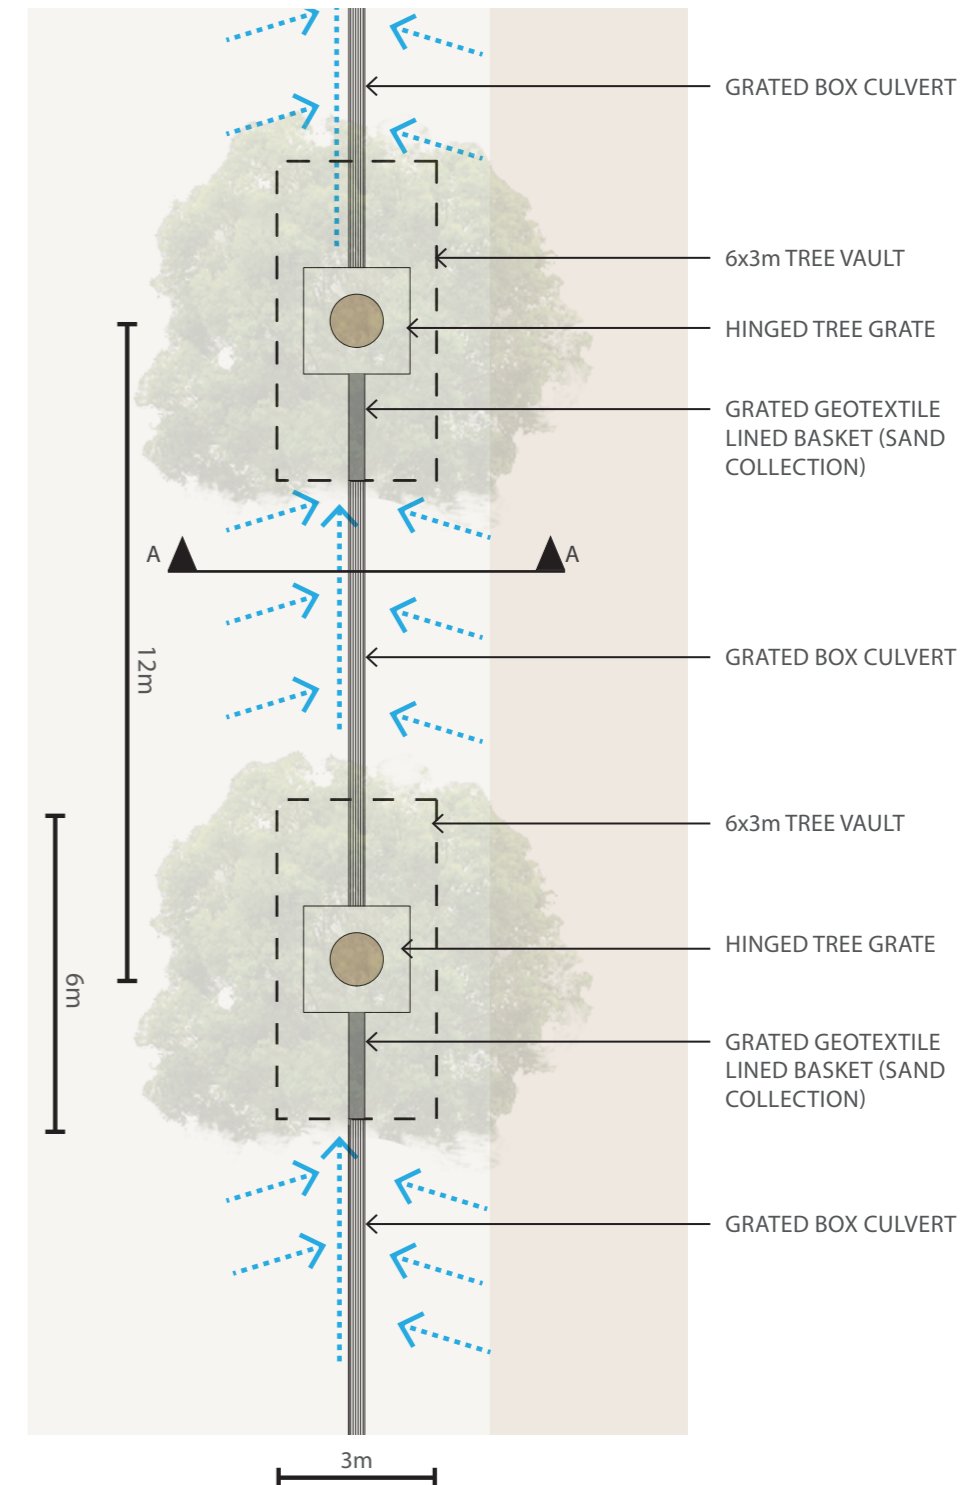 GRATED BOX CULVERT
6x3m TREE VAULT
HINGED TREE GRATE
GRATED GEOTEXTILE
LINED BASKET (SAND
COLLECTION)
A
A
12m
GRATED BOX CULVERT
6x3m TREE VAULT
HINGED TREE GRATE
6m
GRATED GEOTEXTILE
LINED BASKET (SAND
COLLECTION)
GRATED BOX CULVERT
3m